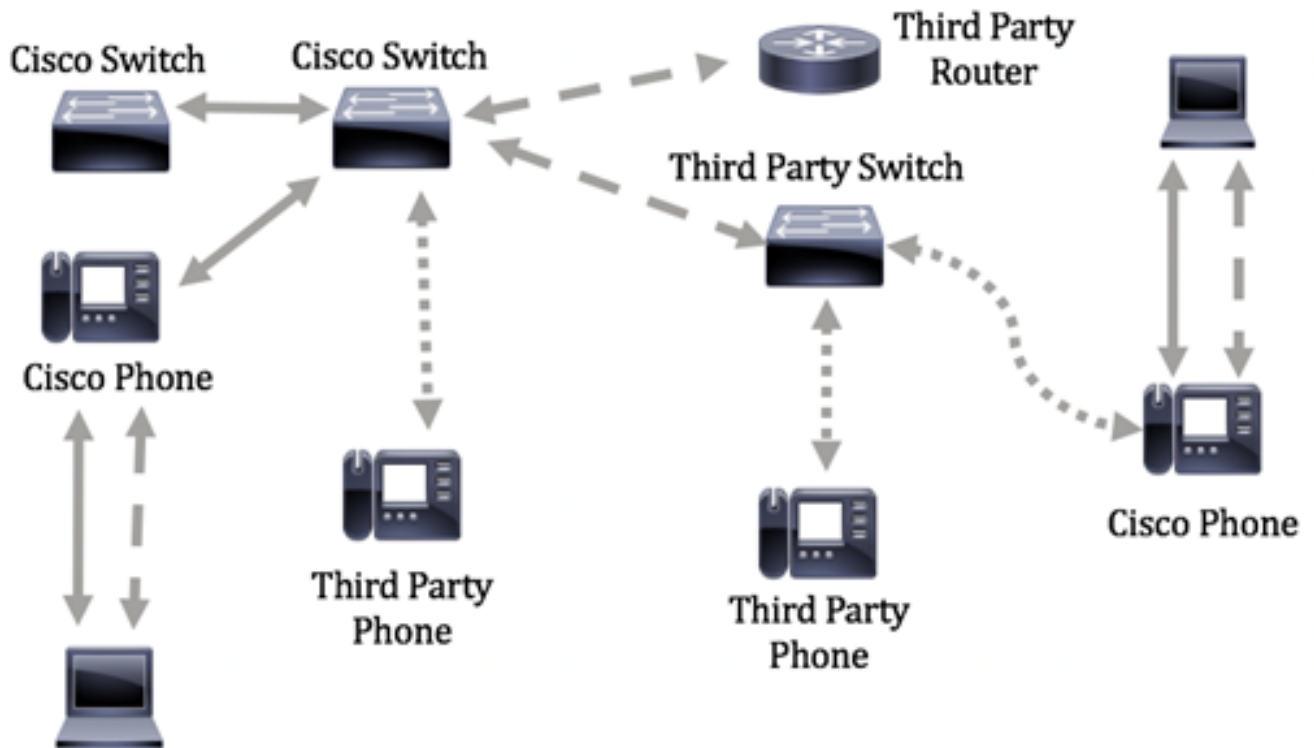 Cisco Switch
Cisco Switch
Third Party
Router
Third Party Switch
Cisco Phone
Third Party
Phone
Third Party
Phone
Cisco Phone